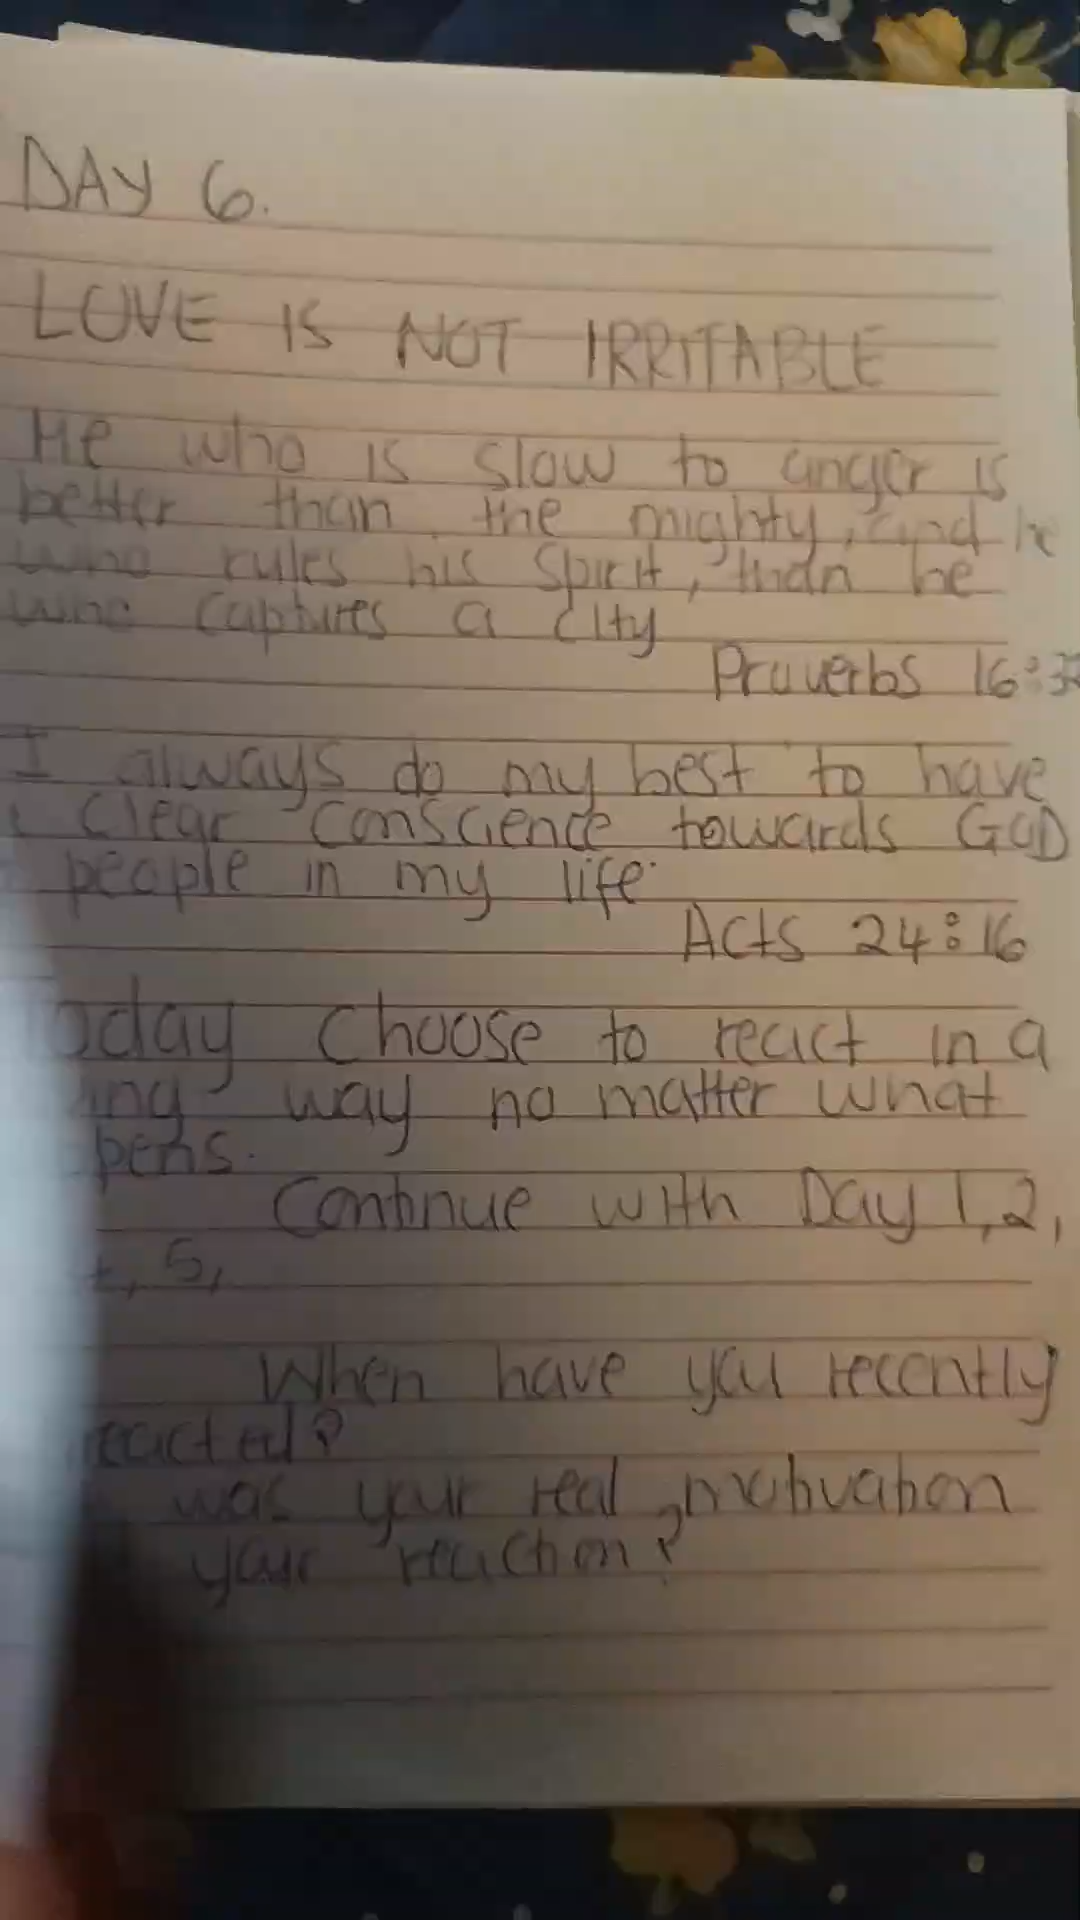 DAY 6.
LOVE IS NOT IRRITABLE
He who is slow to anger is
better than the mighty, and he
who rules his spirit, than he
who captures a city
Proverbs 16:32
I always do my best to have
clear conscience towards GOD
people in my life.
Acts 24:16
oday choose to react in a
ing way no matter what
pens.
Continue with Day 1, 2,
, 5,
When have you recently
reacted?
was your real motivation
your reaction?